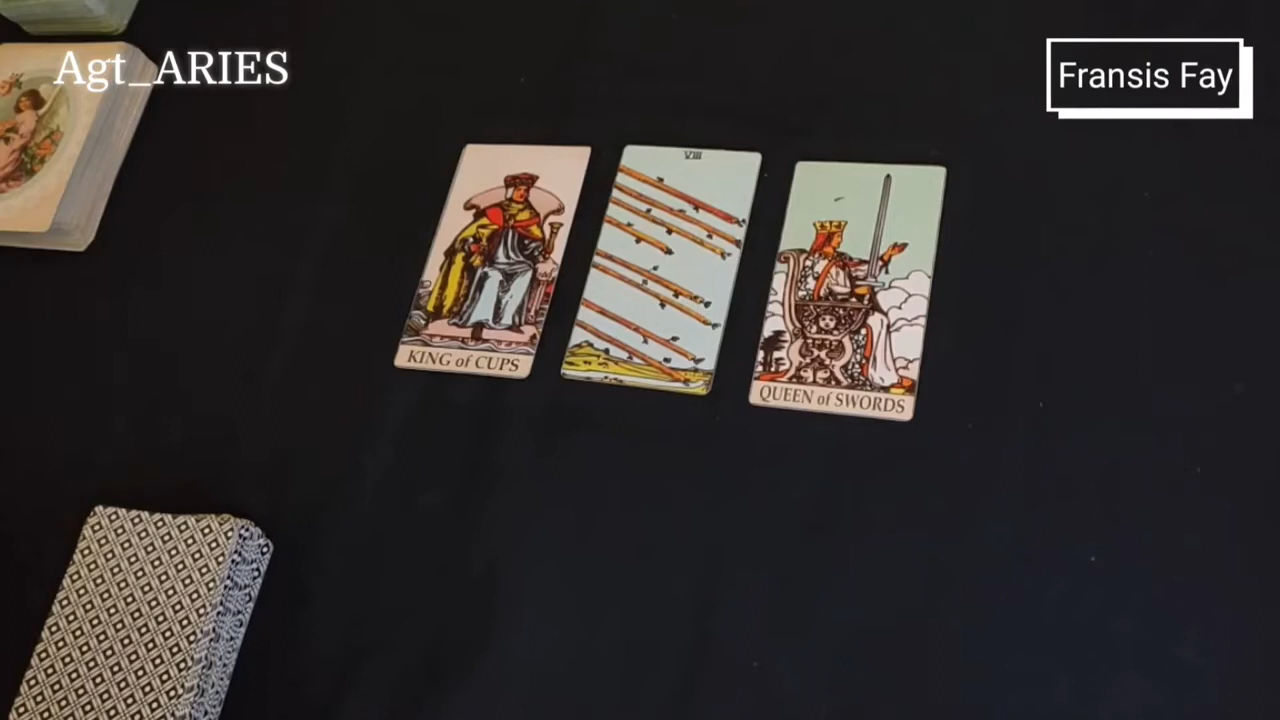 Agt_ARIES
Fransis Fay
VIII
KING of CUPS
QUEEN of SWORDS